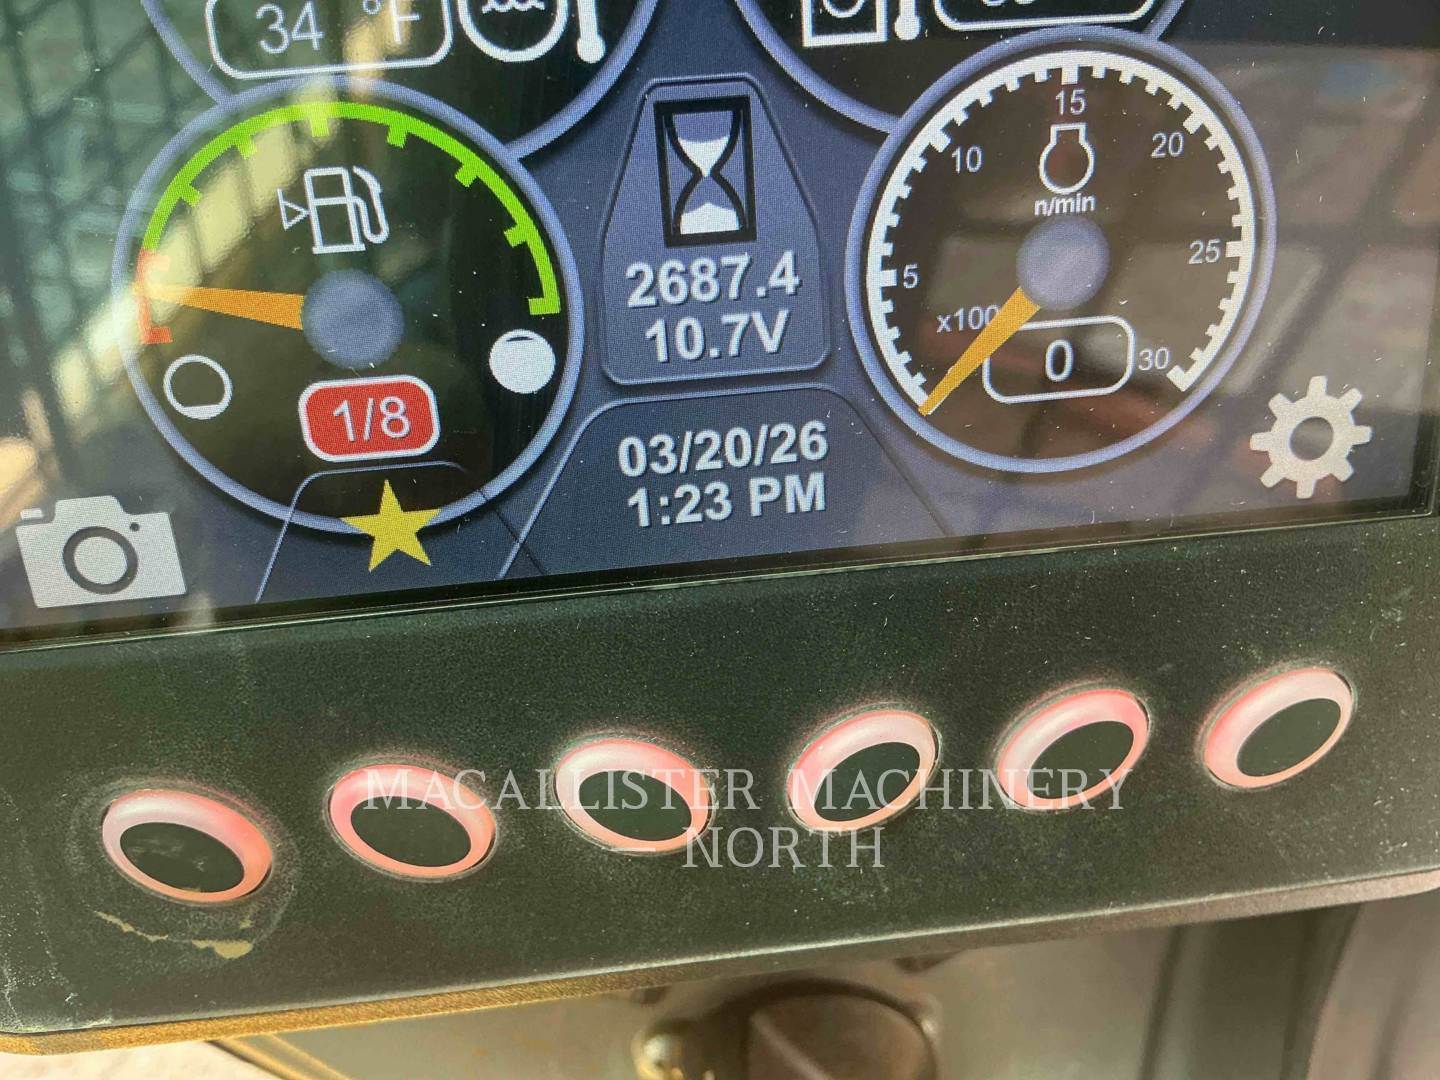 34 °F
15
10
20
n/min
5
25
x100
0
30
2687.4
10.7V
1/8
03/20/26
1:23 PM
MACALLISTER MACHINERY
NORTH